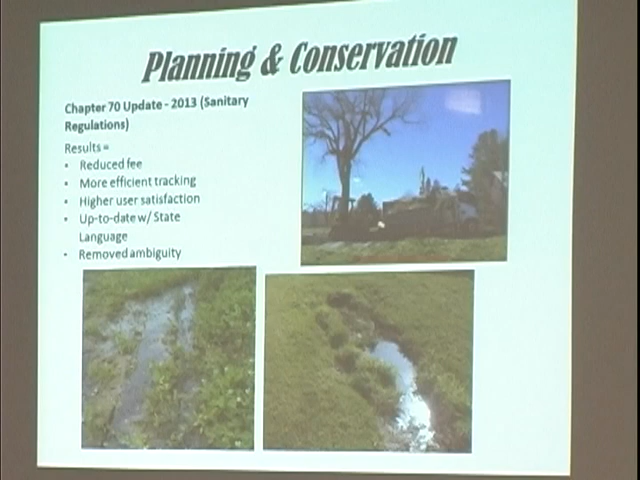 Planning & Conservation
Chapter 70 Update - 2013 (Sanitary
Regulations)
Results =
• Reduced fee
• More efficient tracking
• Higher user satisfaction
• Up-to-date w/ State
Language
• Removed ambiguity